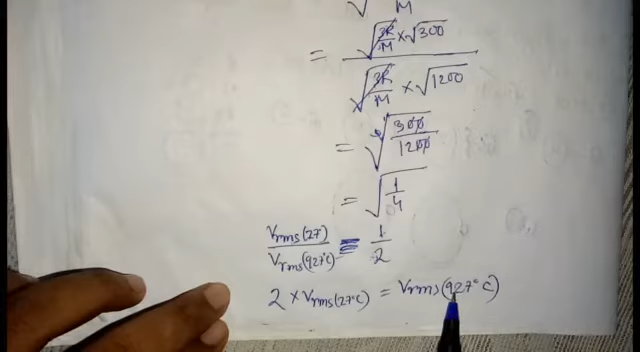 √ M
= √3R/M × √300
√3R/M × √1200
= √300/1200
= √1/4
Vrms(27°)/Vrms(927°C) = 1/2
2 × Vrms(27°C) = Vrms(927°C)